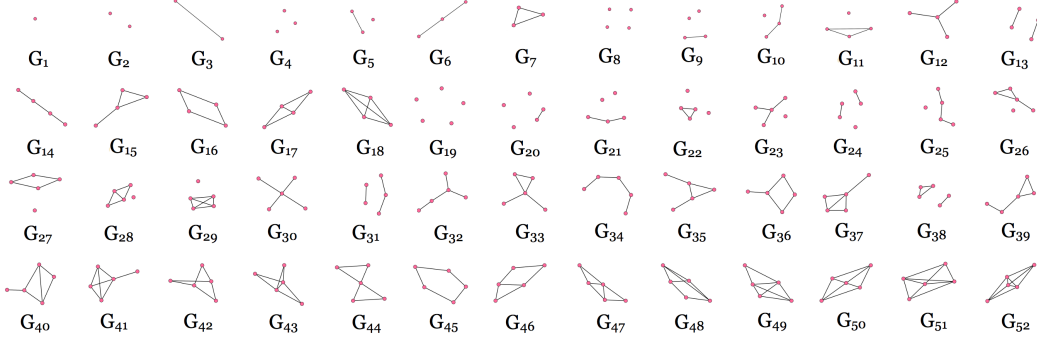 G₁ G₂ G₃ G₄ G₅ G₆ G₇ G₈ G₉ G₁₀ G₁₁ G₁₂ G₁₃
G₁₄ G₁₅ G₁₆ G₁₇ G₁₈ G₁₉ G₂₀ G₂₁ G₂₂ G₂₃ G₂₄ G₂₅ G₂₆
G₂₇ G₂₈ G₂₉ G₃₀ G₃₁ G₃₂ G₃₃ G₃₄ G₃₅ G₃₆ G₃₇ G₃₈ G₃₉
G₄₀ G₄₁ G₄₂ G₄₃ G₄₄ G₄₅ G₄₆ G₄₇ G₄₈ G₄₉ G₅₀ G₅₁ G₅₂